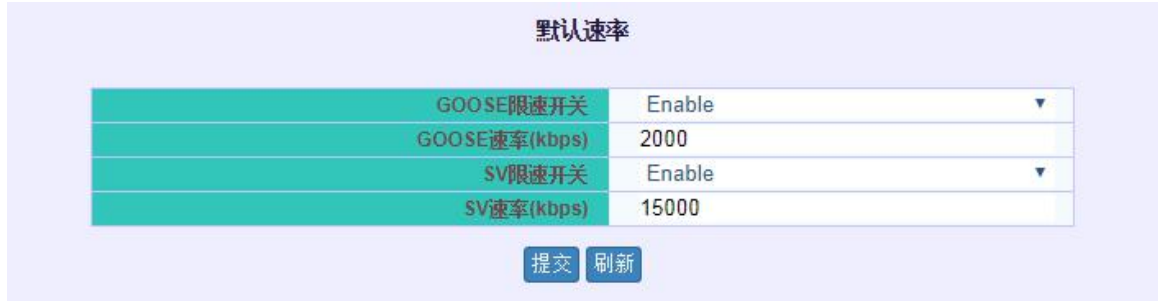 默认速率
GOOSE限速开关 Enable
GOOSE速率(kbps) 2000
SV限速开关 Enable
SV速率(kbps) 15000
提交 刷新